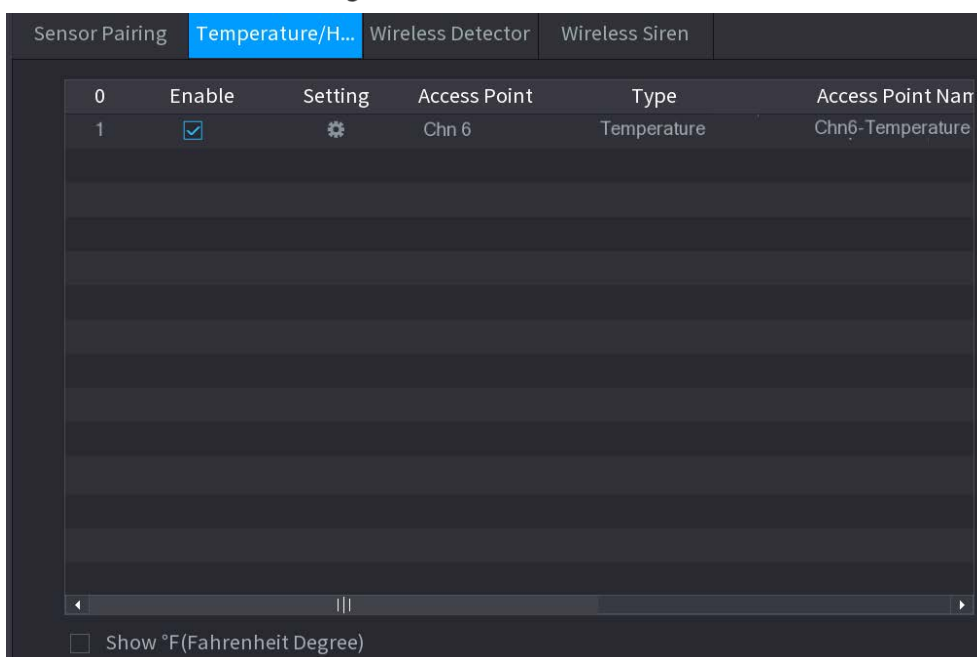 Sensor Pairing Temperature/H... Wireless Detector Wireless Siren
0 Enable Setting Access Point Type Access Point Nam
1 Chn 6 Temperature Chn6-Temperature
Show °F(Fahrenheit Degree)